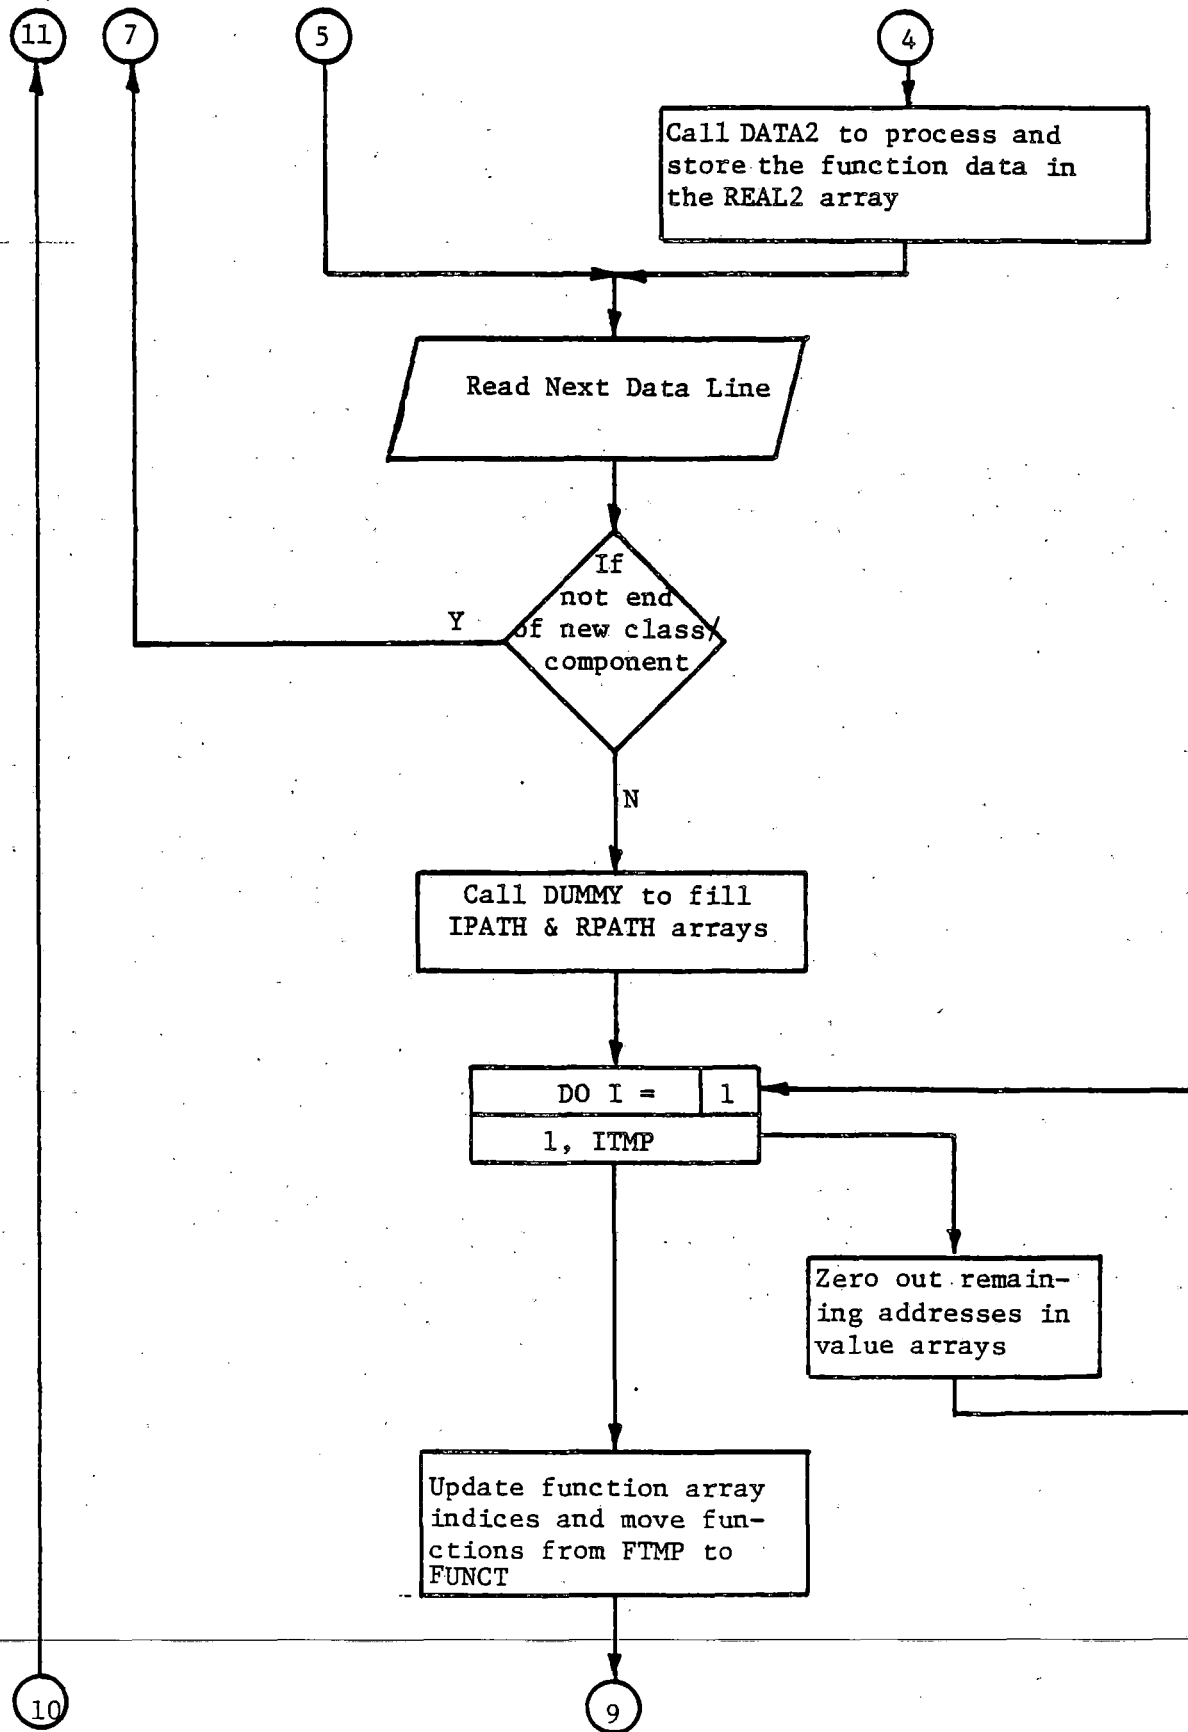 11
7
5
4
Call DATA2 to process and
store the function data in
the REAL2 array
Read Next Data Line
If
not end
of new class/
component
Y
N
Call DUMMY to fill
IPATH & RPATH arrays
DO I =
1
1, ITMP
Zero out remain-
ing addresses in
value arrays
Update function array
indices and move fun-
ctions from FTMP to
FUNCT
10
9